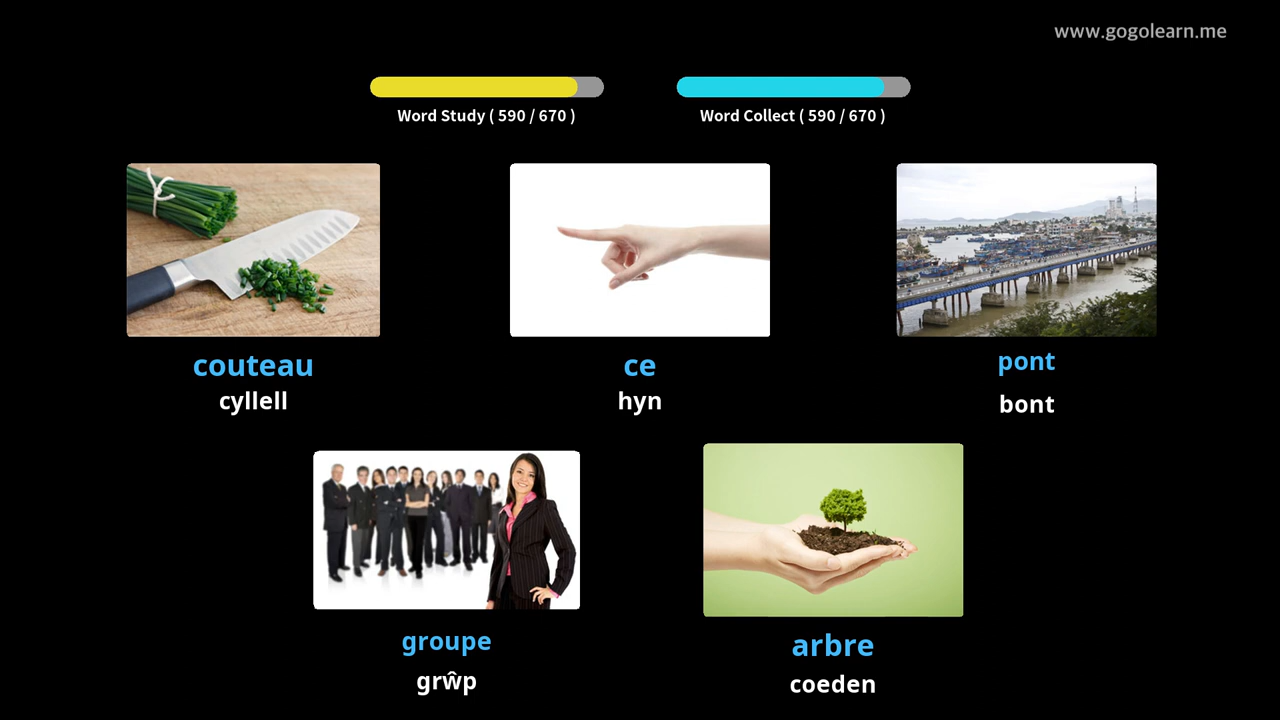 www.gogolearn.me
Word Study ( 590 / 670 )
Word Collect ( 590 / 670 )
couteau
cyllell
ce
hyn
pont
bont
groupe
grŵp
arbre
coeden